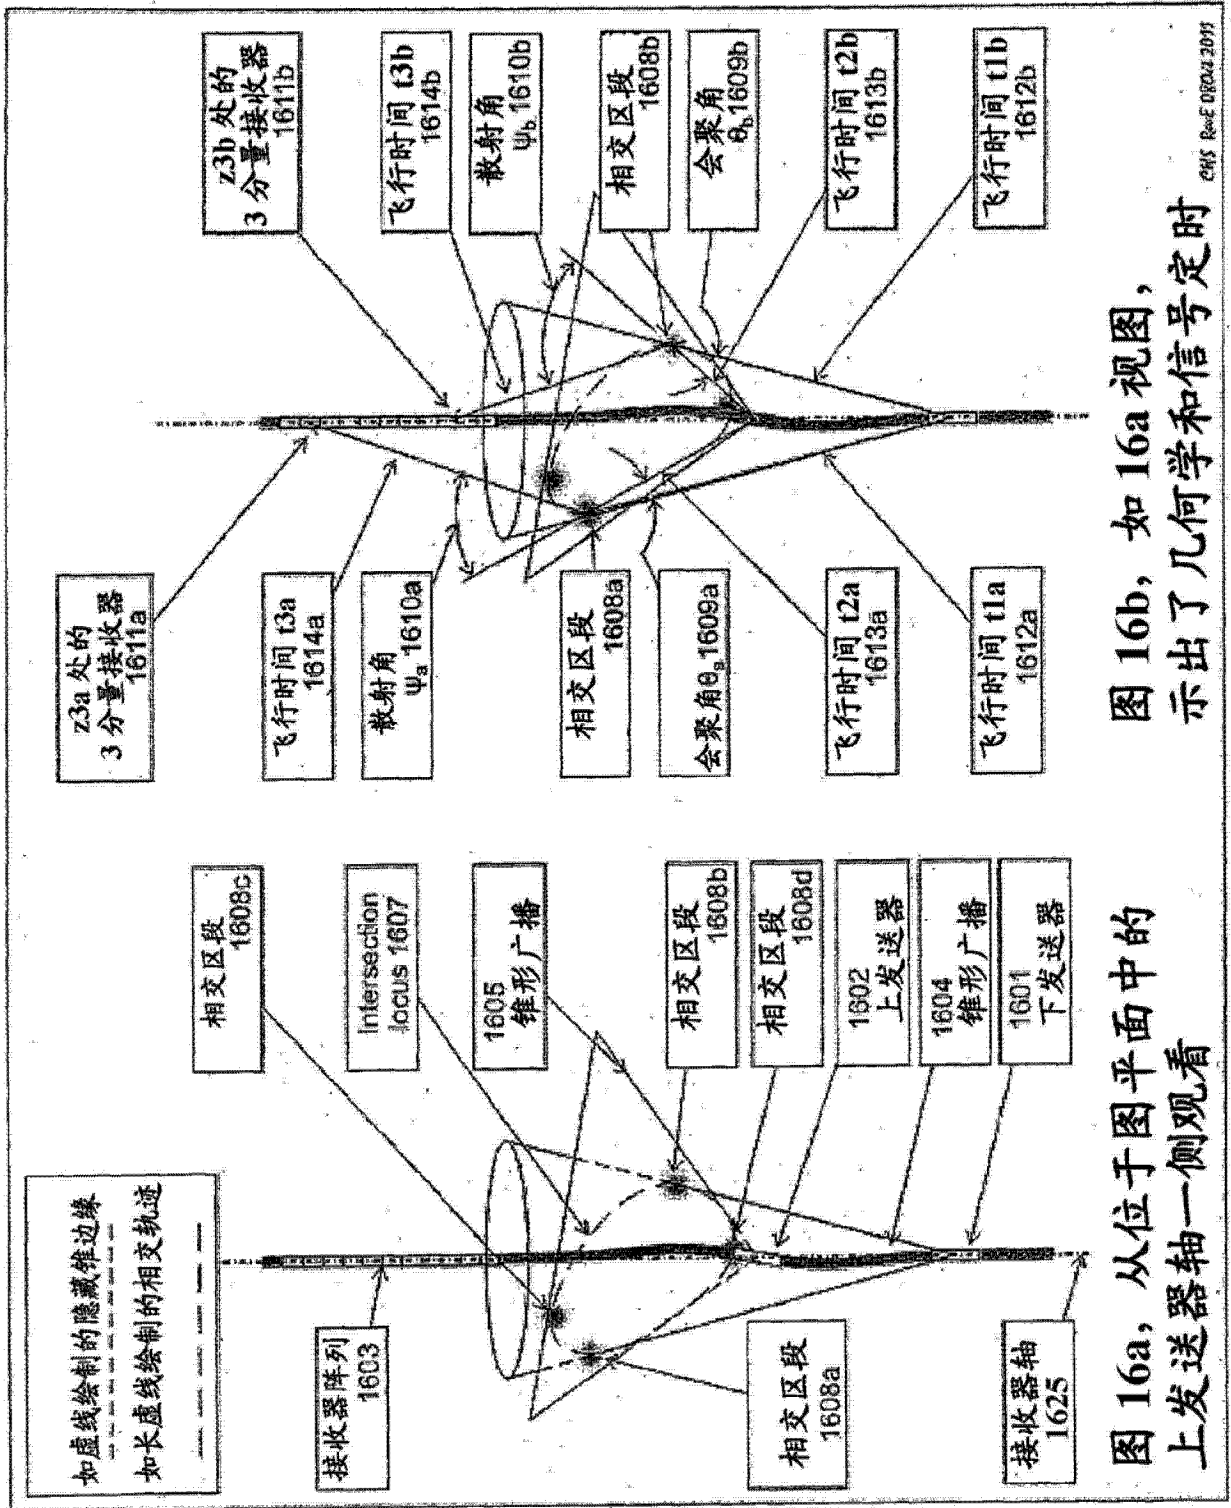 如虚线绘制的隐藏锥边缘
如长虚线绘制的相交轨迹
接收器阵列
1603
相交区段
1608a
接收器轴
1625
相交区段
1608c
Intersection
locus 1607
1605
锥形广播
相交区段
1608b
相交区段
1608d
1602
上发送器
1604
锥形广播
1601
下发送器
图 16a，从位于图平面中的
上发送器轴一侧观看
z3a 处的
3 分量接收器
1611a
飞行时间 t3a
1614a
散射角
ψa 1610a
相交区段
1608a
会聚角θa 1609a
飞行时间 t2a
1613a
飞行时间 t1a
1612a
z3b 处的
3 分量接收器
1611b
飞行时间 t3b
1614b
散射角
ψb 1610b
相交区段
1608b
会聚角
θb 1609b
飞行时间 t2b
1613b
飞行时间 t1b
1612b
图 16b，如 16a 视图，
示出了几何学和信号定时
2011